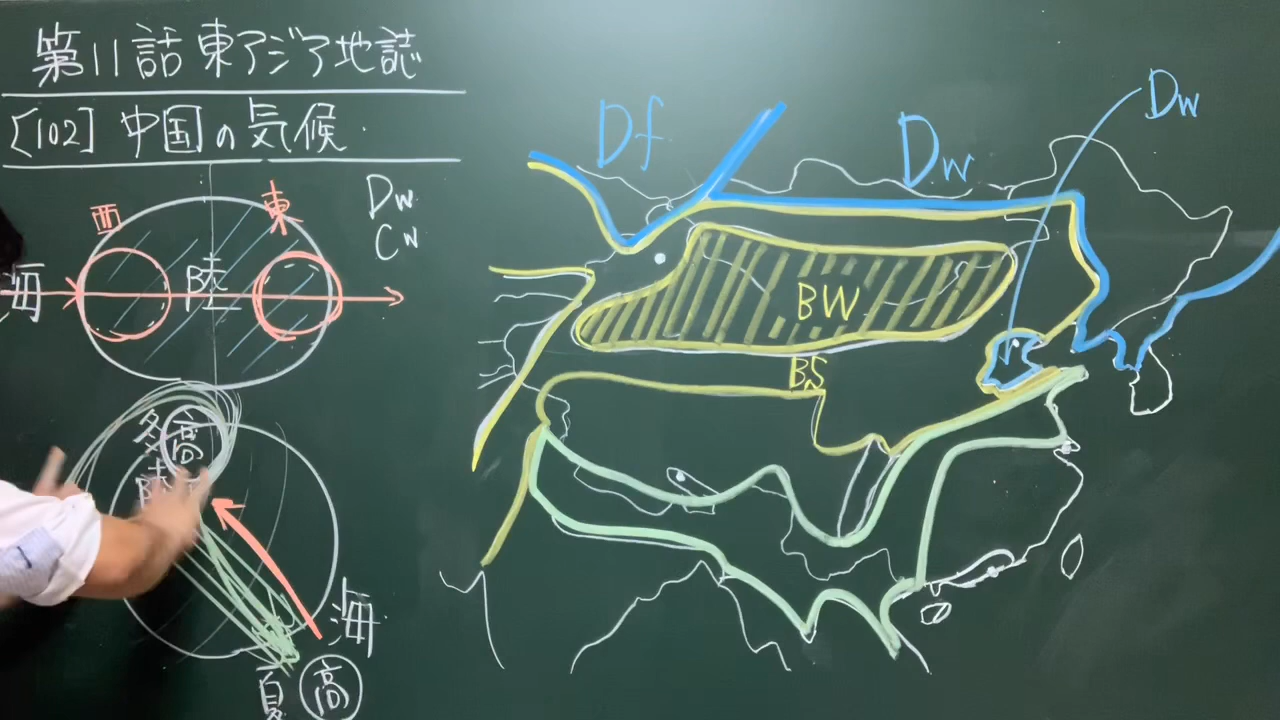 第11話 東アジア地誌
[102] 中国の気候
西 東
Dw
Cw
海 陸
冬 高
陸
海
夏 高
Df
Dw
Dw
BW
BS